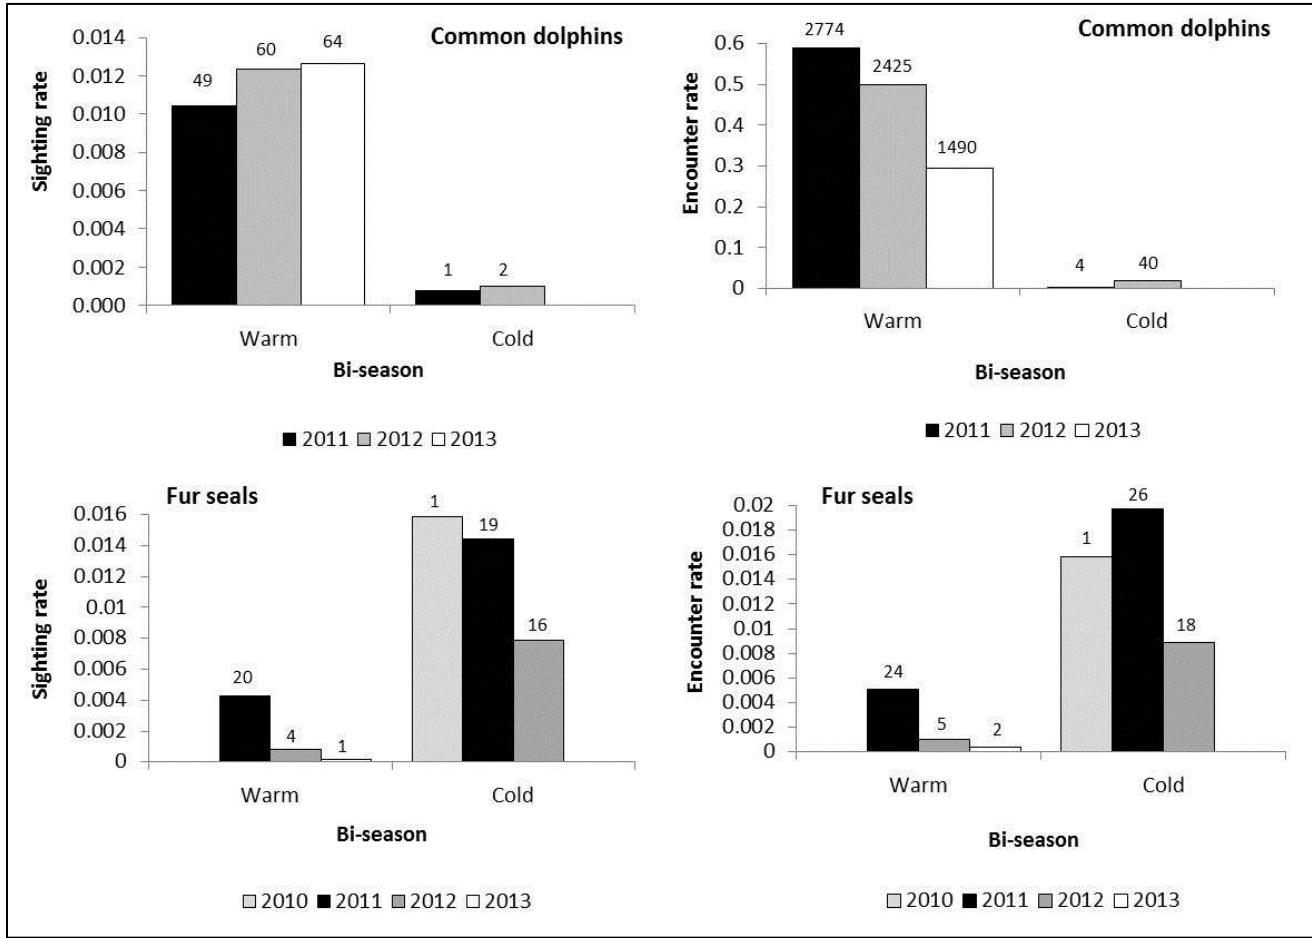 Common dolphins
Sighting rate
0.014
0.012
0.010
0.008
0.006
0.004
0.002
0.000
49
60
64
1
2
Warm
Cold
Bi-season
2011 2012 2013
Common dolphins
Encounter rate
0.6
0.5
0.4
0.3
0.2
0.1
0
2774
2425
1490
4
40
Warm
Cold
Bi-season
2011 2012 2013
Fur seals
Sighting rate
0.016
0.014
0.012
0.01
0.008
0.006
0.004
0.002
0
20
4
1
1
19
16
Warm
Cold
Bi-season
2010 2011 2012 2013
Fur seals
Encounter rate
0.02
0.018
0.016
0.014
0.012
0.01
0.008
0.006
0.004
0.002
0
24
5
2
1
26
18
Warm
Cold
Bi-season
2010 2011 2012 2013